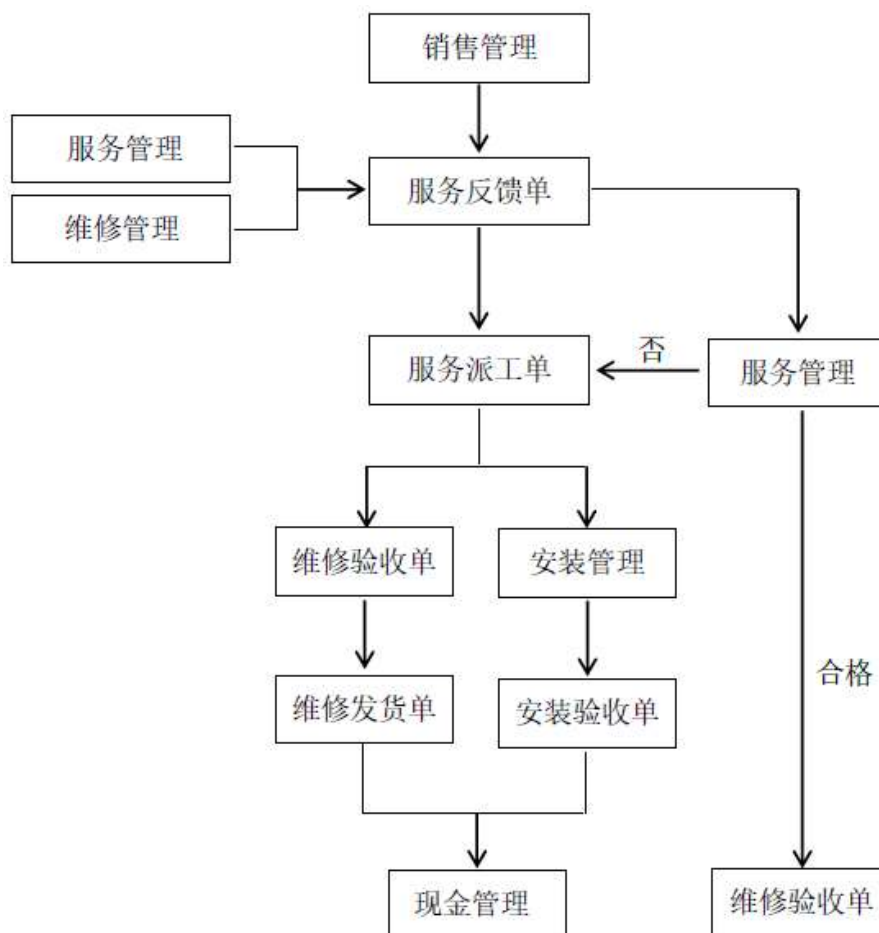 销售管理
服务管理
服务反馈单
维修管理
服务派工单
否
服务管理
维修验收单
安装管理
合格
维修发货单
安装验收单
现金管理
维修验收单